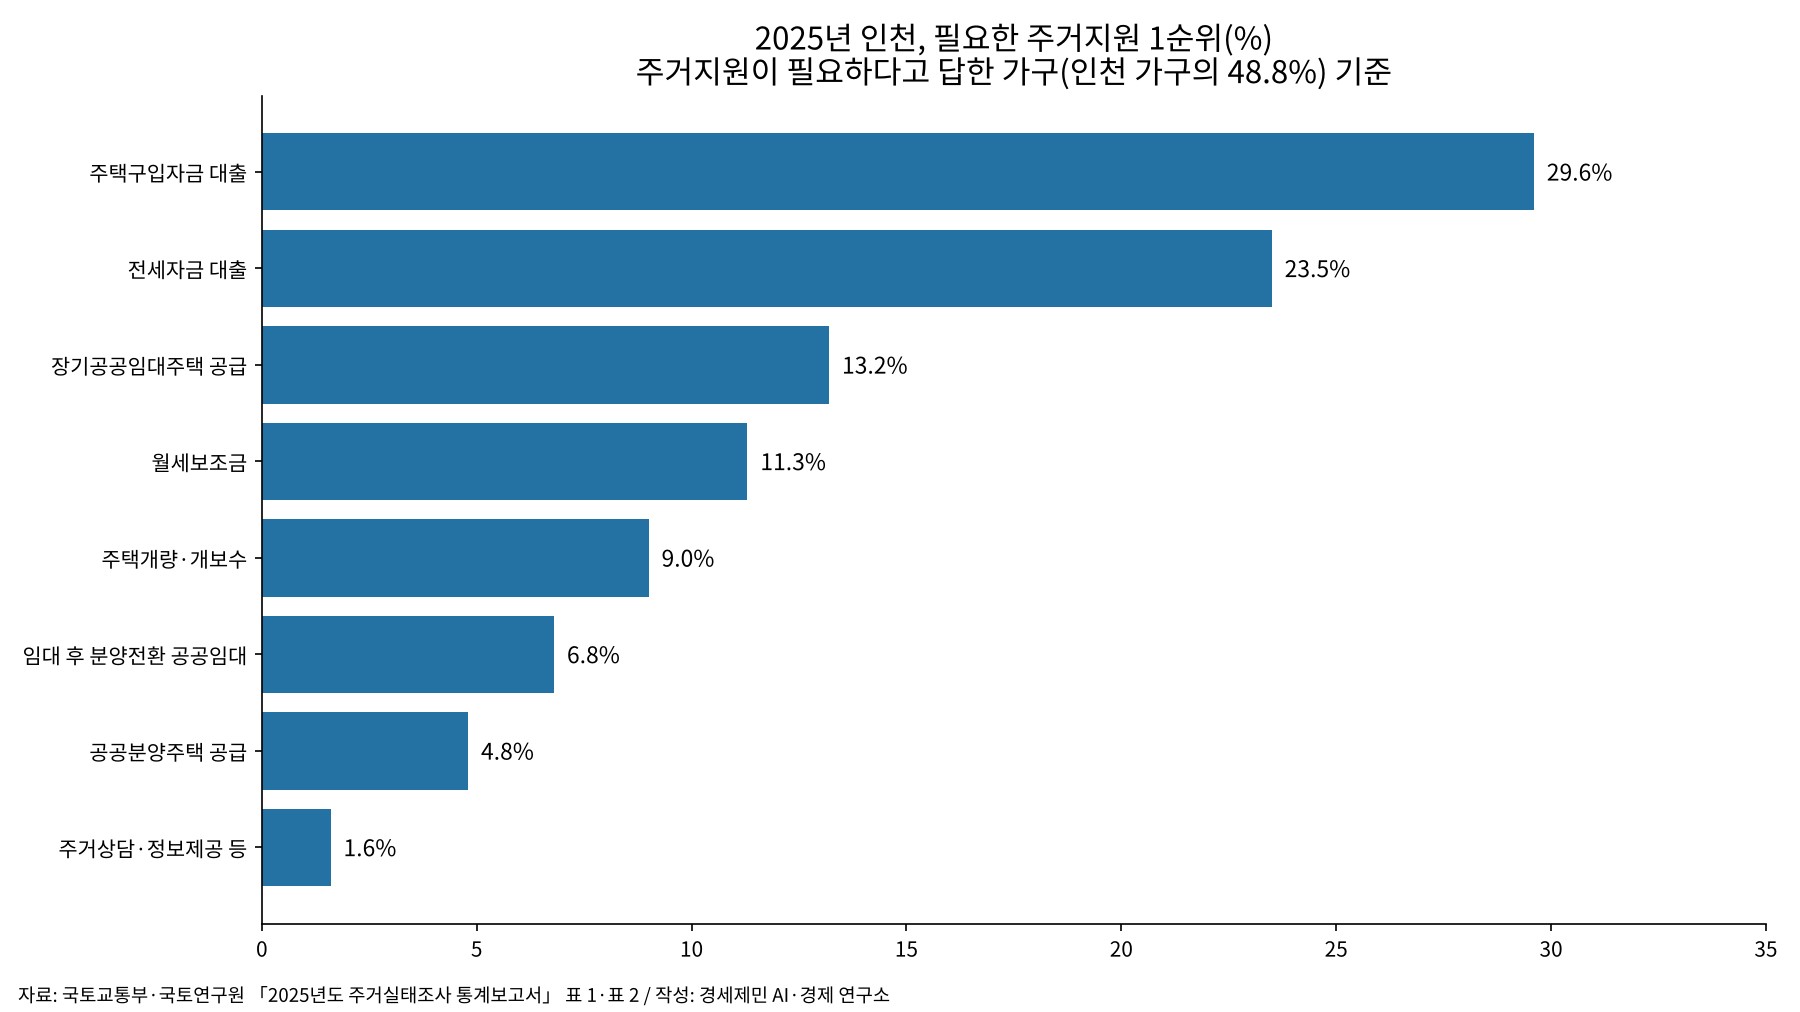 2025년 인천, 필요한 주거지원 1순위(%)
주거지원이 필요하다고 답한 가구(인천 가구의 48.8%) 기준
주택구입자금 대출 29.6%
전세자금 대출 23.5%
장기공공임대주택 공급 13.2%
월세보조금 11.3%
주택개량·개보수 9.0%
임대 후 분양전환 공공임대 6.8%
공공분양주택 공급 4.8%
주거상담·정보제공 등 1.6%
0 5 10 15 20 25 30 35
자료: 국토교통부·국토연구원 「2025년도 주거실태조사 통계보고서」 표 1·표 2 / 작성: 경세제민 AI·경제 연구소